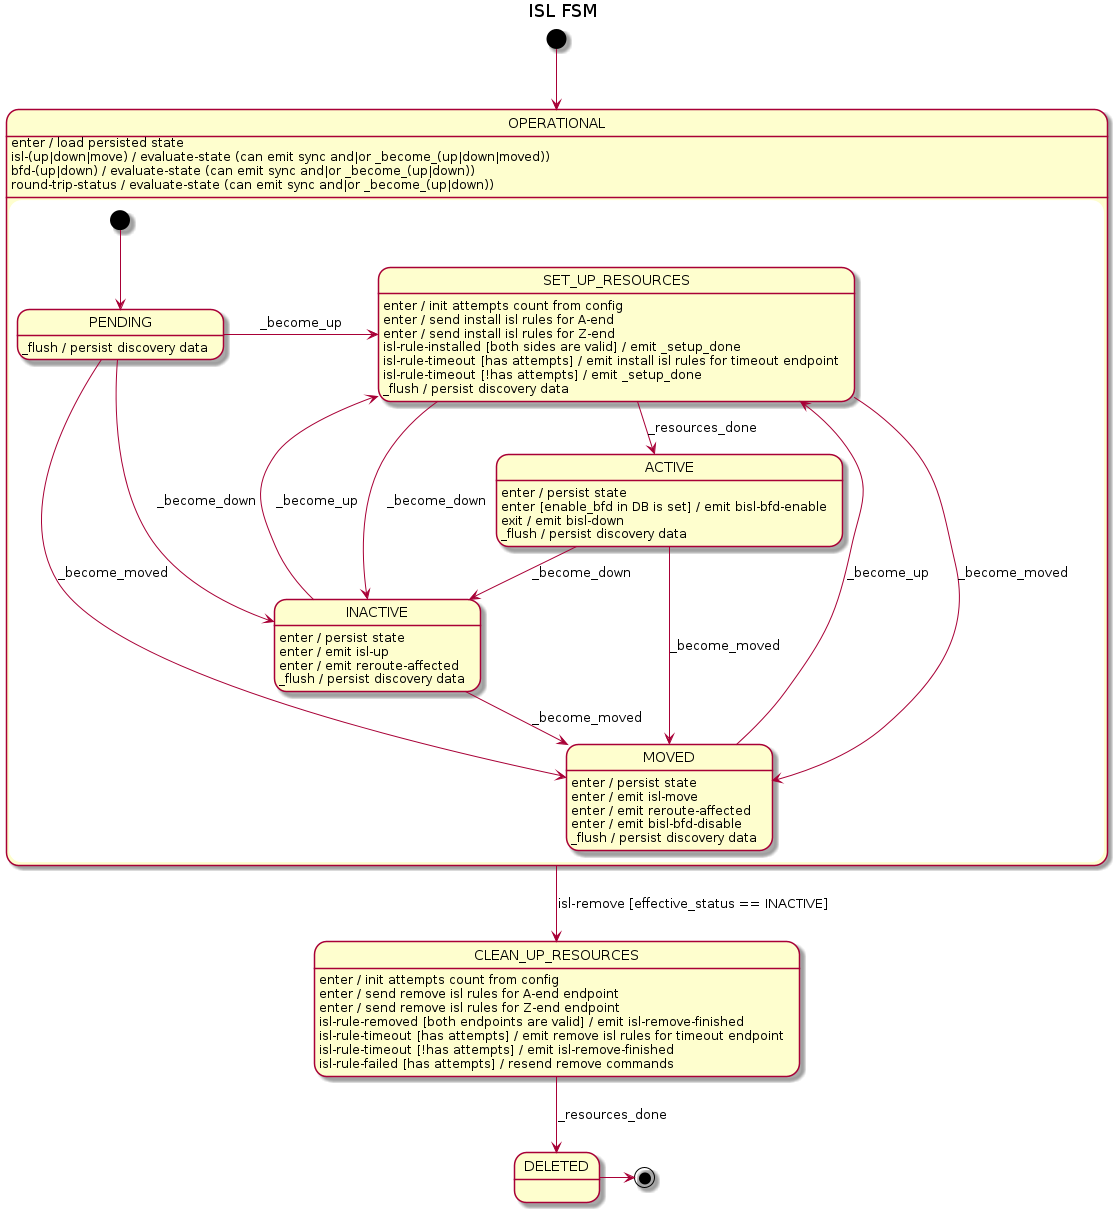 ISL FSM
OPERATIONAL
enter / load persisted state
isl-(up|down|move) / evaluate-state (can emit sync and|or _become_(up|down|moved))
bfd-(up|down) / evaluate-state (can emit sync and|or _become_(up|down))
round-trip-status / evaluate-state (can emit sync and|or _become_(up|down))
SET_UP_RESOURCES
enter / init attempts count from config
enter / send install isl rules for A-end
enter / send install isl rules for Z-end
isl-rule-installed [both sides are valid] / emit _setup_done
isl-rule-timeout [has attempts] / emit install isl rules for timeout endpoint
isl-rule-timeout [!has attempts] / emit _setup_done
_flush / persist discovery data
PENDING
_flush / persist discovery data
_become_up
_resources_done
ACTIVE
enter / persist state
enter [enable_bfd in DB is set] / emit bisl-bfd-enable
exit / emit bisl-down
_flush / persist discovery data
_become_down
_become_up
_become_down
_become_moved
_become_down
_become_up
_become_moved
INACTIVE
enter / persist state
enter / emit isl-up
enter / emit reroute-affected
_flush / persist discovery data
_become_moved
_become_moved
MOVED
enter / persist state
enter / emit isl-move
enter / emit reroute-affected
enter / emit bisl-bfd-disable
_flush / persist discovery data
isl-remove [effective_status == INACTIVE]
CLEAN_UP_RESOURCES
enter / init attempts count from config
enter / send remove isl rules for A-end endpoint
enter / send remove isl rules for Z-end endpoint
isl-rule-removed [both endpoints are valid] / emit isl-remove-finished
isl-rule-timeout [has attempts] / emit remove isl rules for timeout endpoint
isl-rule-timeout [!has attempts] / emit isl-remove-finished
isl-rule-failed [has attempts] / resend remove commands
_resources_done
DELETED